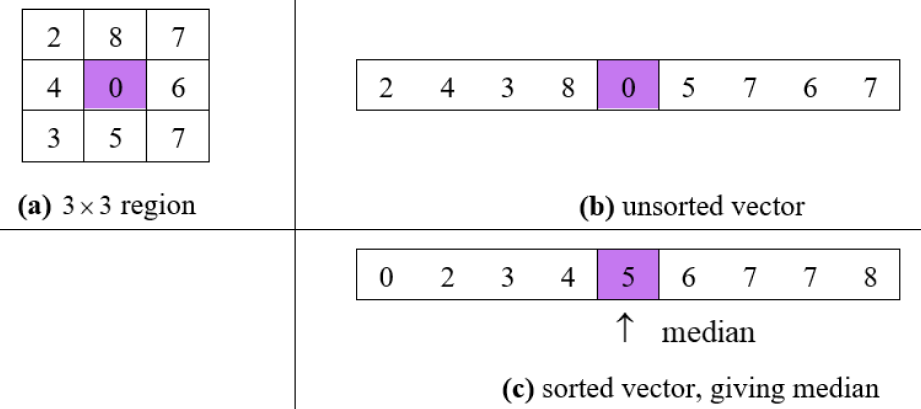 2 8 7
4 0 6
3 5 7
(a) 3 × 3 region
2 4 3 8 0 5 7 6 7
(b) unsorted vector
0 2 3 4 5 6 7 7 8
↑ median
(c) sorted vector, giving median